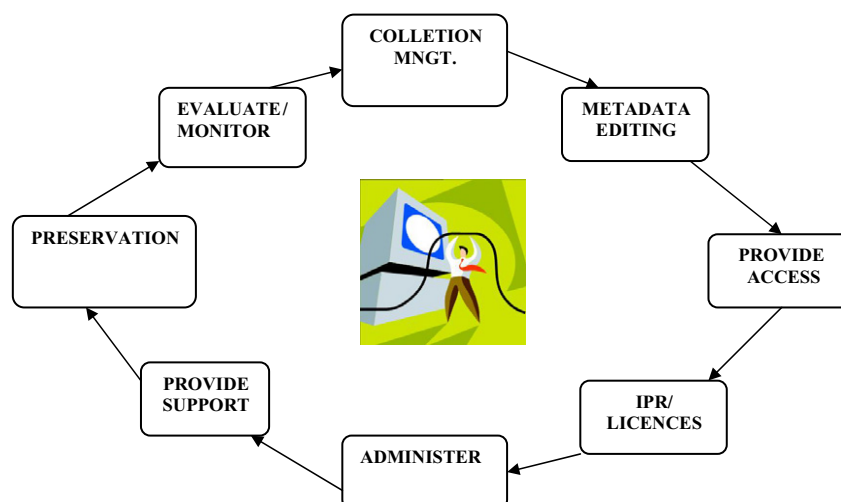 COLLETION
MNGT.
METADATA
EDITING
PROVIDE
ACCESS
IPR/
LICENCES
ADMINISTER
PROVIDE
SUPPORT
PRESERVATION
EVALUATE/
MONITOR